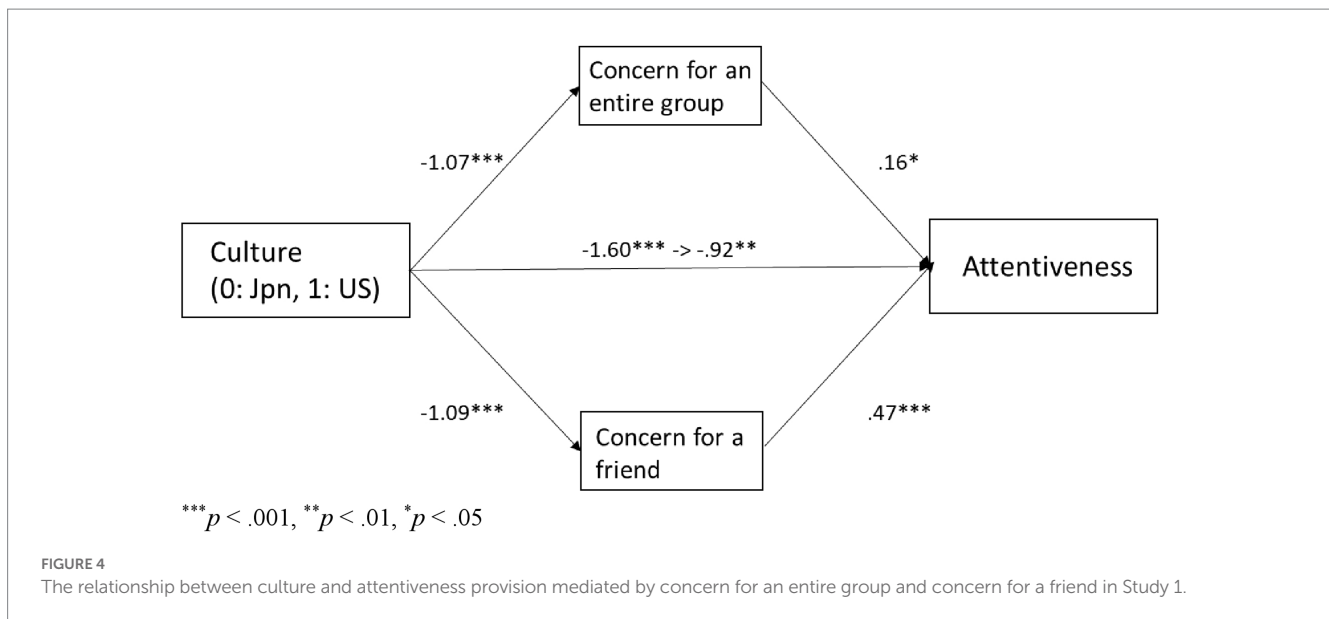 Concern for an
entire group
-1.07***
.16*
Culture
(0: Jpn, 1: US)
-1.60*** -> -.92**
Attentiveness
-1.09***
.47***
Concern for a
friend
***p < .001, **p < .01, *p < .05
FIGURE 4
The relationship between culture and attentiveness provision mediated by concern for an entire group and concern for a friend in Study 1.